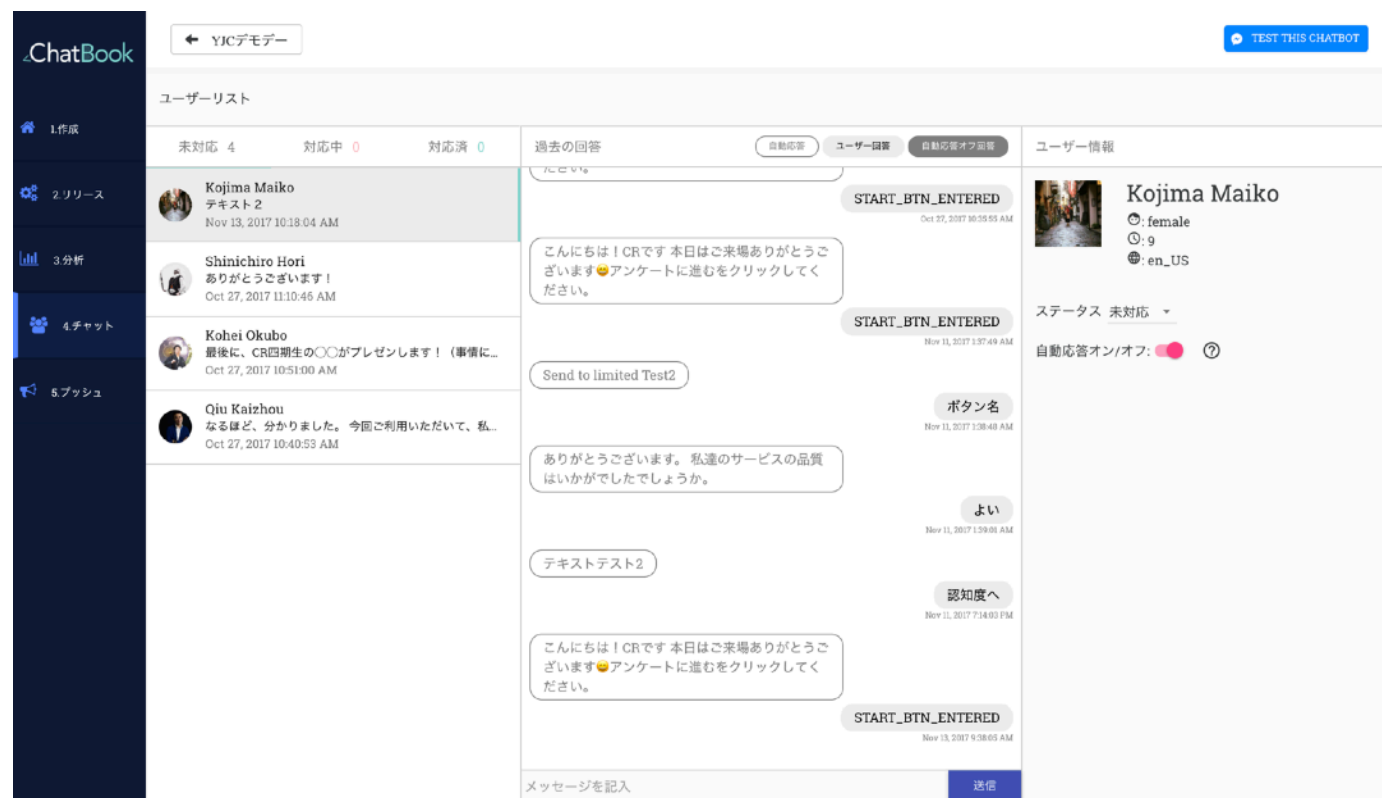 ChatBook
YJCデモデー
TEST THIS CHATBOT
ユーザーリスト
1.作成
2.リリース
3.分析
4.チャット
5.プッシュ
未対応 4
対応中 0
対応済 0
Kojima Maiko
テキスト2
Nov 13, 2017 10:18:04 AM
Shinichiro Hori
ありがとうございます！
Oct 27, 2017 11:10:46 AM
Kohei Okubo
最後に、CR四期生の〇〇がプレゼンします！（事情に...
Oct 27, 2017 10:51:00 AM
Qiu Kaizhou
なるほど、分かりました。 今回ご利用いただいて、私...
Oct 27, 2017 10:40:53 AM
過去の回答
自動応答
ユーザー回答
自動応答オフ回答
ださい。
START_BTN_ENTERED
Oct 27, 2017 10:35:55 AM
こんにちは！CRです 本日はご来場ありがとうご
ざいます😄アンケートに進むをクリックしてく
ださい。
START_BTN_ENTERED
Nov 11, 2017 1:37:49 AM
Send to limited Test2
ボタン名
Nov 11, 2017 1:38:48 AM
ありがとうございます。 私達のサービスの品質
はいかがでしたでしょうか。
よい
Nov 11, 2017 1:39:01 AM
テキストテスト2
認知度へ
Nov 11, 2017 7:14:03 PM
こんにちは！CRです 本日はご来場ありがとうご
ざいます😄アンケートに進むをクリックしてく
ださい。
START_BTN_ENTERED
Nov 13, 2017 9:38:05 AM
メッセージを記入
送信
ユーザー情報
Kojima Maiko
: female
: 9
: en_US
ステータス 未対応
自動応答オン/オフ: